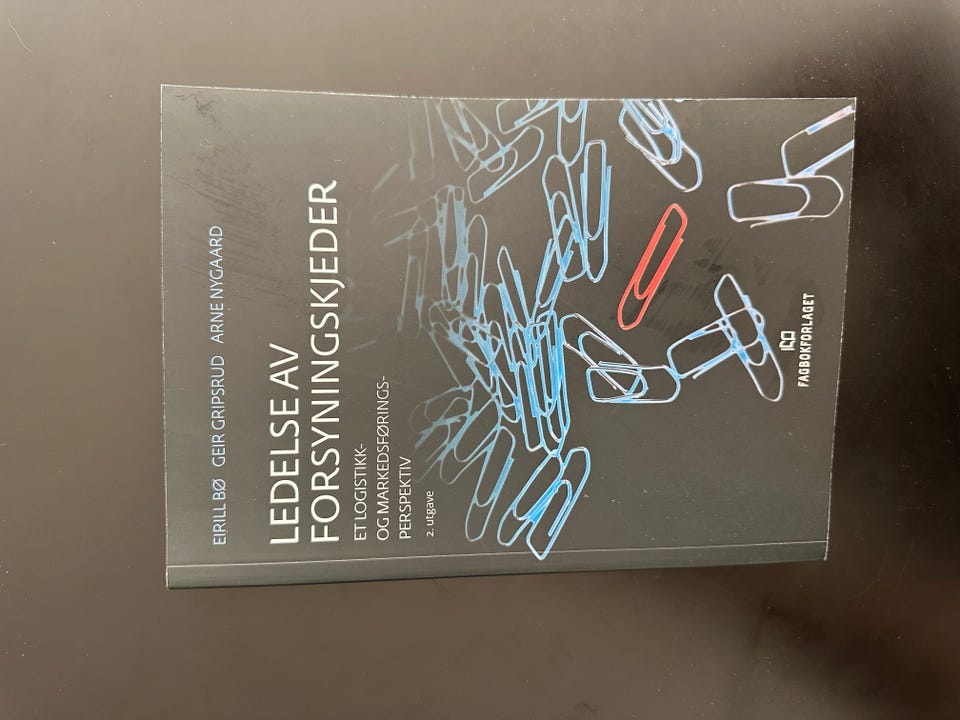 EIRILL BØ GEIR GRIPSRUD ARNE NYGAARD
LEDELSE AV
FORSYNINGSKJEDER
ET LOGISTIKK-
OG MARKEDSFØRINGS-
PERSPEKTIV
2. utgave
FAGBOKFORLAGET